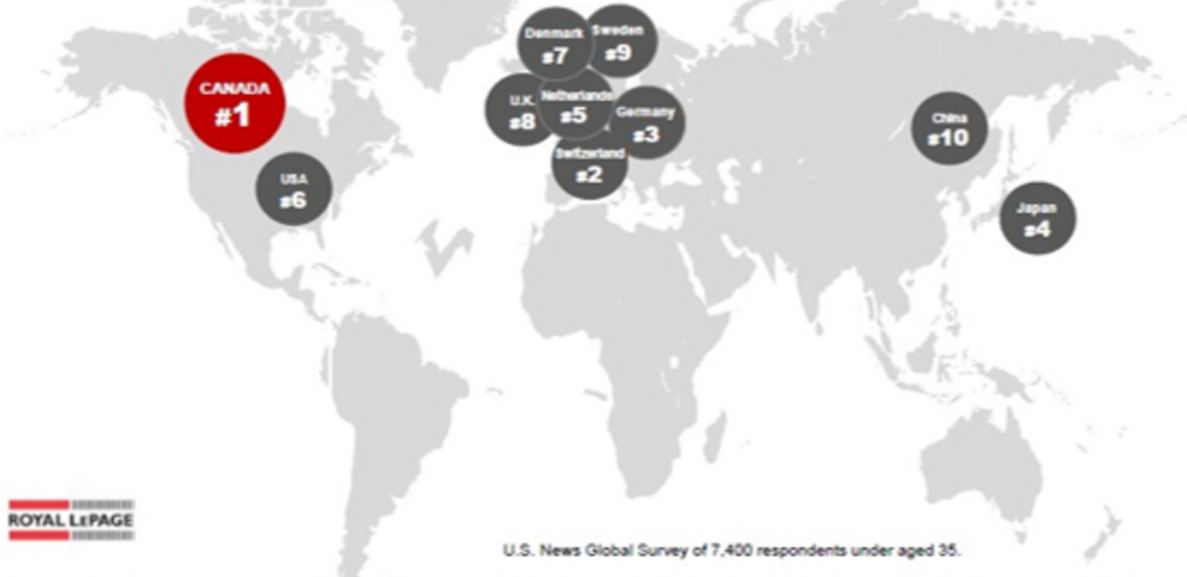 Denmark
#7
Sweden
#9
CANADA
#1
U.K.
#8
Netherlands
#5
Germany
#3
China
#10
Switzerland
#2
USA
#6
Japan
#4
ROYAL LEPAGE
U.S. News Global Survey of 7,400 respondents under aged 35.